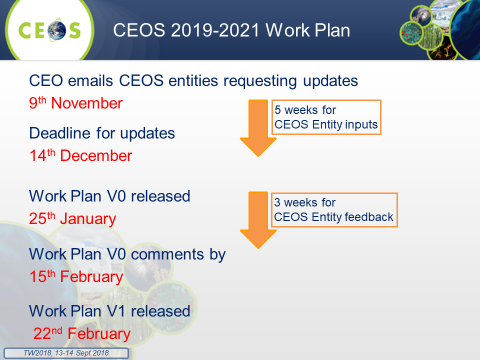 CEOS
CEOS 2019-2021 Work Plan
CEO emails CEOS entities requesting updates
9th November
5 weeks for
CEOS Entity inputs
Deadline for updates
14th December
Work Plan V0 released
25th January
3 weeks for
CEOS Entity feedback
Work Plan V0 comments by
15th February
Work Plan V1 released
22nd February
TW2018, 13-14 Sept 2018